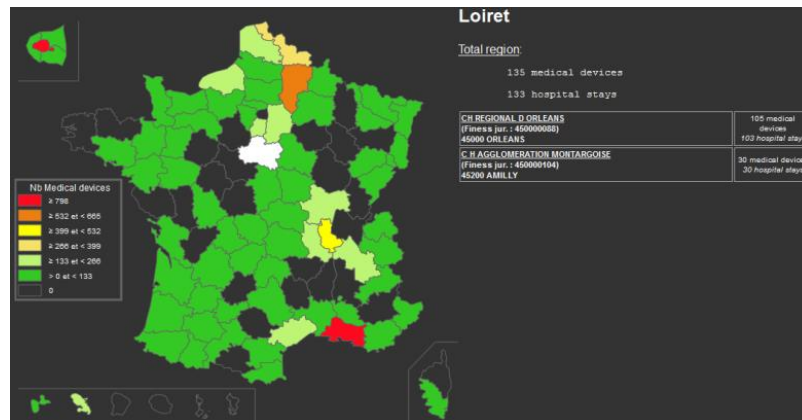 Loiret
Total region:
135 medical devices
133 hospital stays
CH REGIONAL D ORLEANS
(Finess jur. : 450000088)
45000 ORLEANS
105 medical
devices
103 hospital stays
C H AGGLOMERATION MONTARGOISE
(Finess jur. : 450000104)
45200 AMILLY
30 medical device
30 hospital stays
Nb Medical devices
≥ 798
≥ 532 et < 665
≥ 399 et < 532
≥ 266 et < 399
≥ 133 et < 266
> 0 et < 133
0